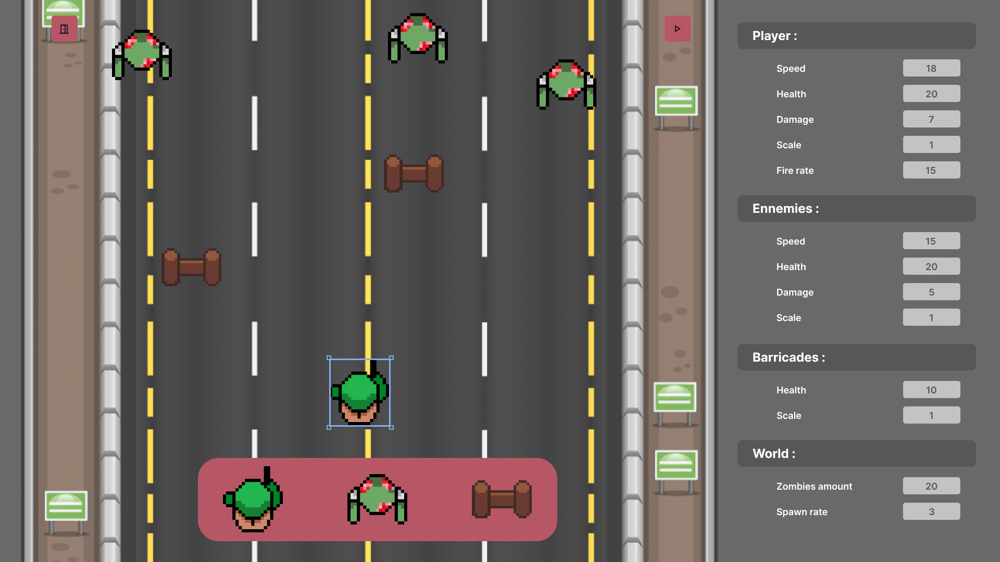 Player :
Speed 18
Health 20
Damage 7
Scale 1
Fire rate 15
Ennemies :
Speed 15
Health 20
Damage 5
Scale 1
Barricades :
Health 10
Scale 1
World :
Zombies amount 20
Spawn rate 3